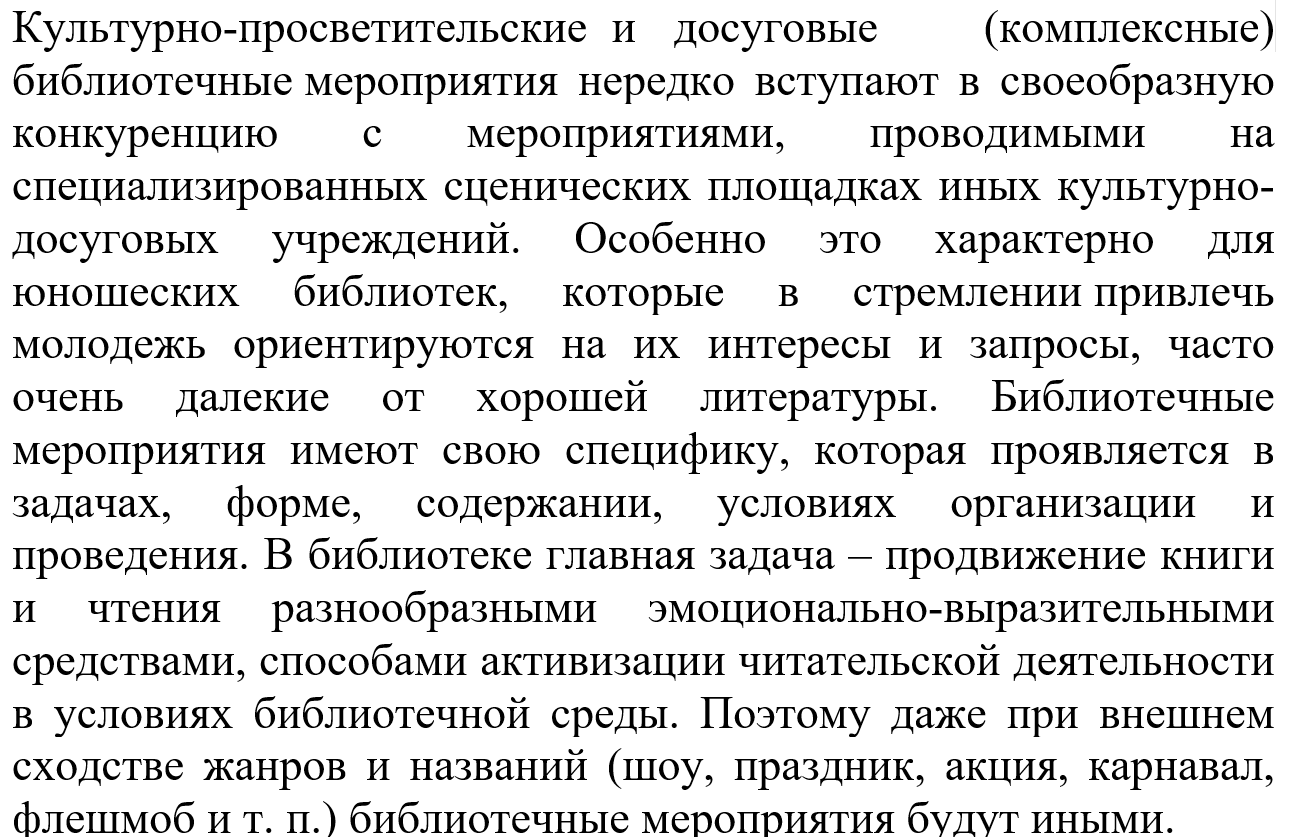 Культурно-просветительские и досуговые (комплексные)
библиотечные мероприятия нередко вступают в своеобразную
конкуренцию с мероприятиями, проводимыми на
специализированных сценических площадках иных культурно-
досуговых учреждений. Особенно это характерно для
юношеских библиотек, которые в стремлении привлечь
молодежь ориентируются на их интересы и запросы, часто
очень далекие от хорошей литературы. Библиотечные
мероприятия имеют свою специфику, которая проявляется в
задачах, форме, содержании, условиях организации и
проведения. В библиотеке главная задача – продвижение книги
и чтения разнообразными эмоционально-выразительными
средствами, способами активизации читательской деятельности
в условиях библиотечной среды. Поэтому даже при внешнем
сходстве жанров и названий (шоу, праздник, акция, карнавал,
флешмоб и т. п.) библиотечные мероприятия будут иными.